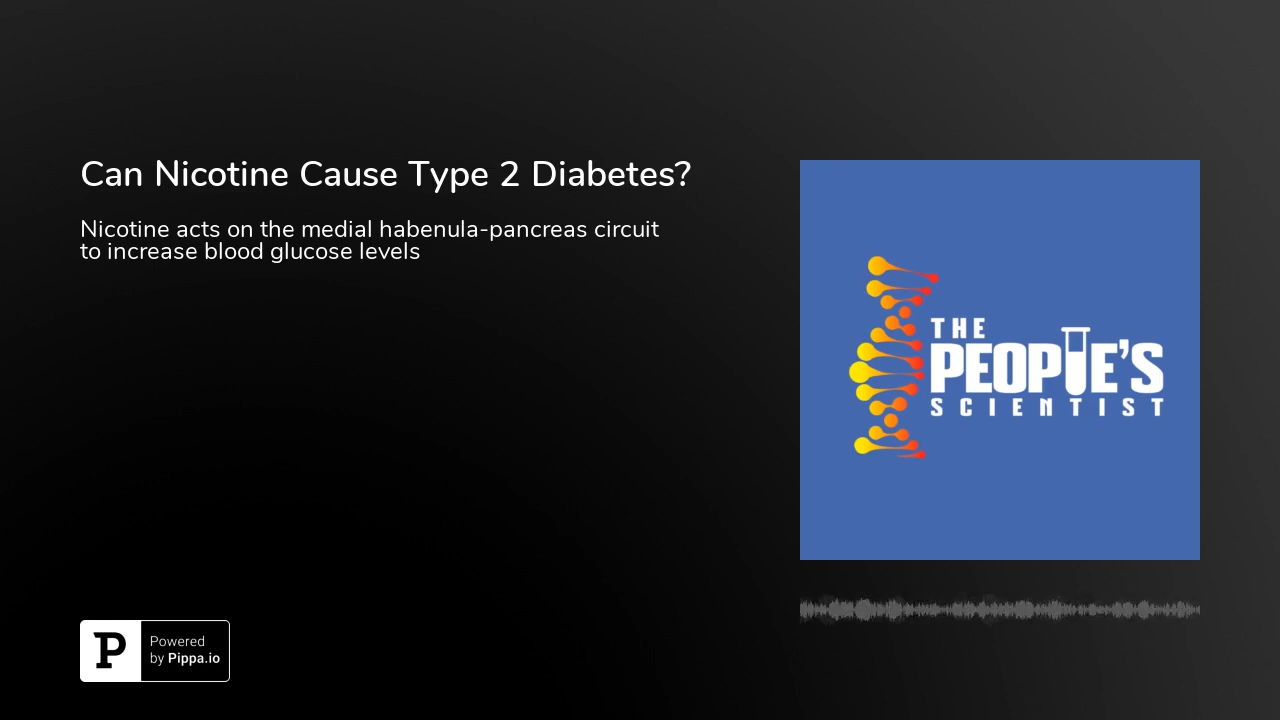 Can Nicotine Cause Type 2 Diabetes?
Nicotine acts on the medial habenula-pancreas circuit
to increase blood glucose levels
THE
PEOPLE'S
SCIENTIST
P
Powered
by Pippa.io